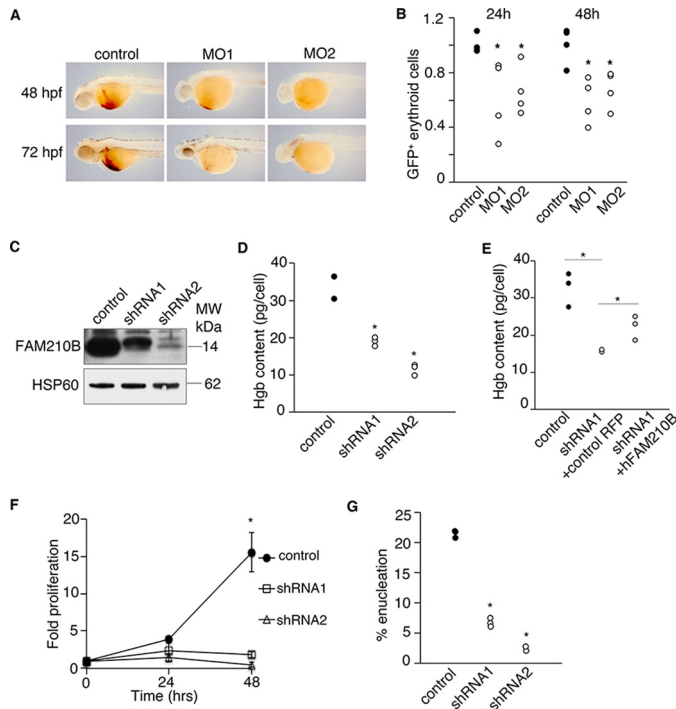 A
control MO1 MO2
48 hpf
72 hpf
B
24h 48h
GFP+ erythroid cells
1.2
0.8
0.4
0
control
MO1
MO2
control
MO1
MO2
* * * *
C
control
shRNA1
shRNA2
MW
kDa
FAM210B
14
HSP60
62
D
Hgb content (pg/cell)
40
30
20
10
0
*
*
control
shRNA1
shRNA2
E
Hgb content (pg/cell)
40
30
20
10
0
*
*
control
shRNA1
+control RFP
shRNA1
+hFAM210B
F
Fold proliferation
20
15
10
5
0
*
0 24 48
Time (hrs)
control
shRNA1
shRNA2
G
% enucleation
25
20
15
10
5
0
*
*
control
shRNA1
shRNA2